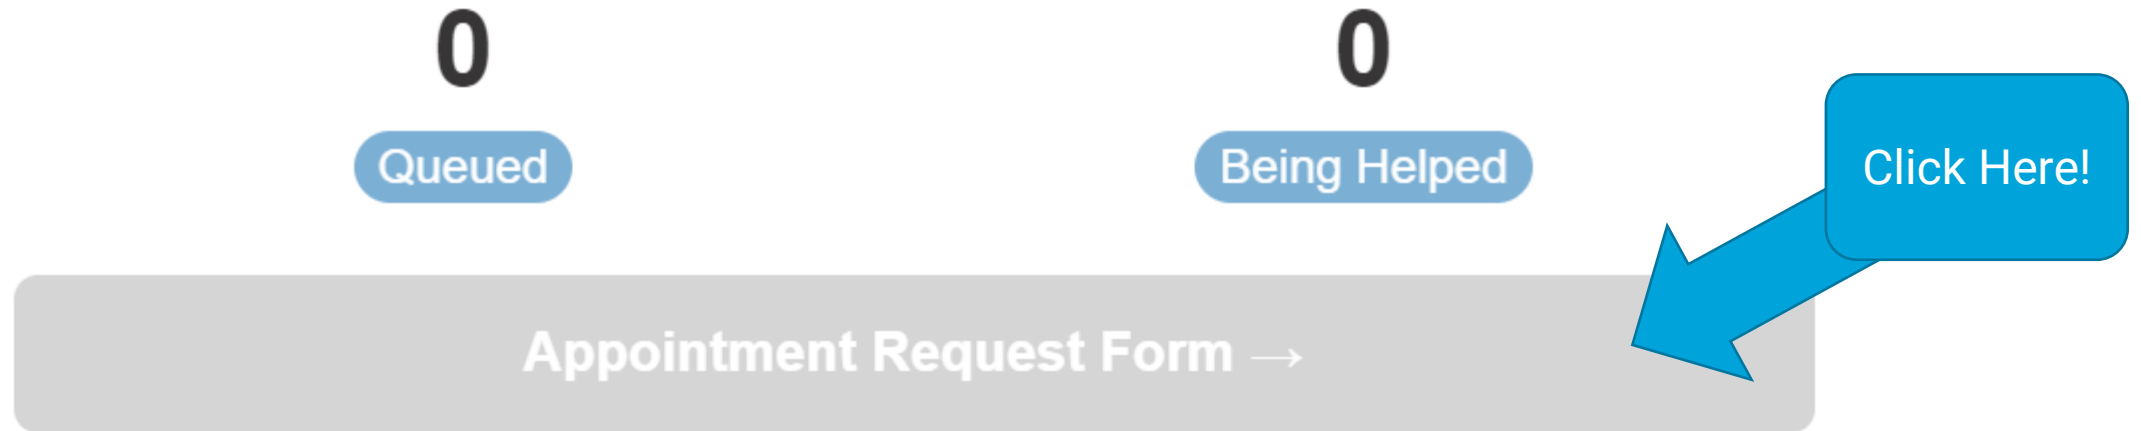 0
0
Queued
Being Helped
Click Here!
Appointment Request Form →